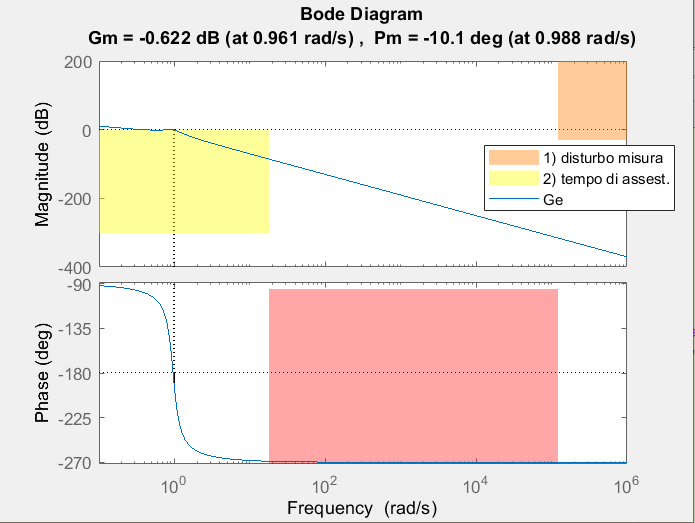 Bode Diagram
Gm = -0.622 dB (at 0.961 rad/s) ,  Pm = -10.1 deg (at 0.988 rad/s)
Magnitude (dB)
200
0
-200
-400
1) disturbo misura
2) tempo di assest.
Ge
Phase (deg)
-90
-135
-180
-225
-270
10^0 10^2 10^4 10^6
Frequency (rad/s)